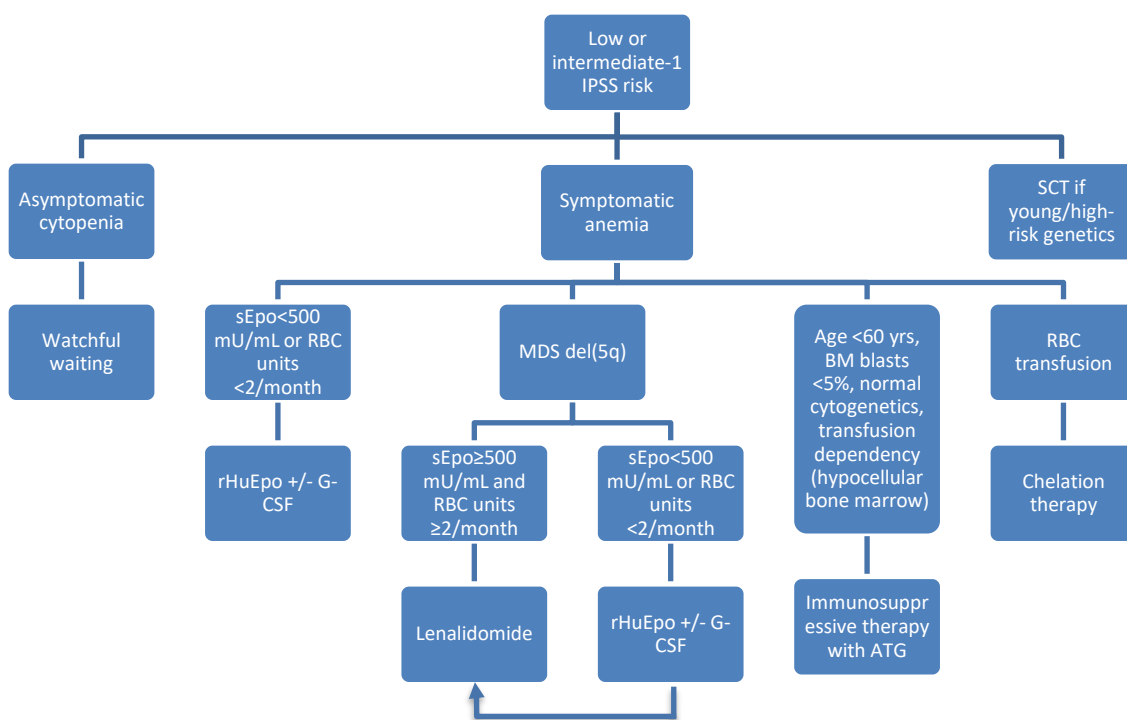 Low or
intermediate-1
IPSS risk
Asymptomatic
cytopenia
Symptomatic
anemia
SCT if
young/high-
risk genetics
Watchful
waiting
sEpo<500
mU/mL or RBC
units
<2/month
MDS del(5q)
Age <60 yrs,
BM blasts
<5%, normal
cytogenetics,
transfusion
dependency
(hypocellular
bone marrow)
RBC
transfusion
rHuEpo +/- G-
CSF
sEpo≥500
mU/mL and
RBC units
≥2/month
sEpo<500
mU/mL or RBC
units
<2/month
Chelation
therapy
Lenalidomide
rHuEpo +/- G-
CSF
Immunosuppr
essive therapy
with ATG